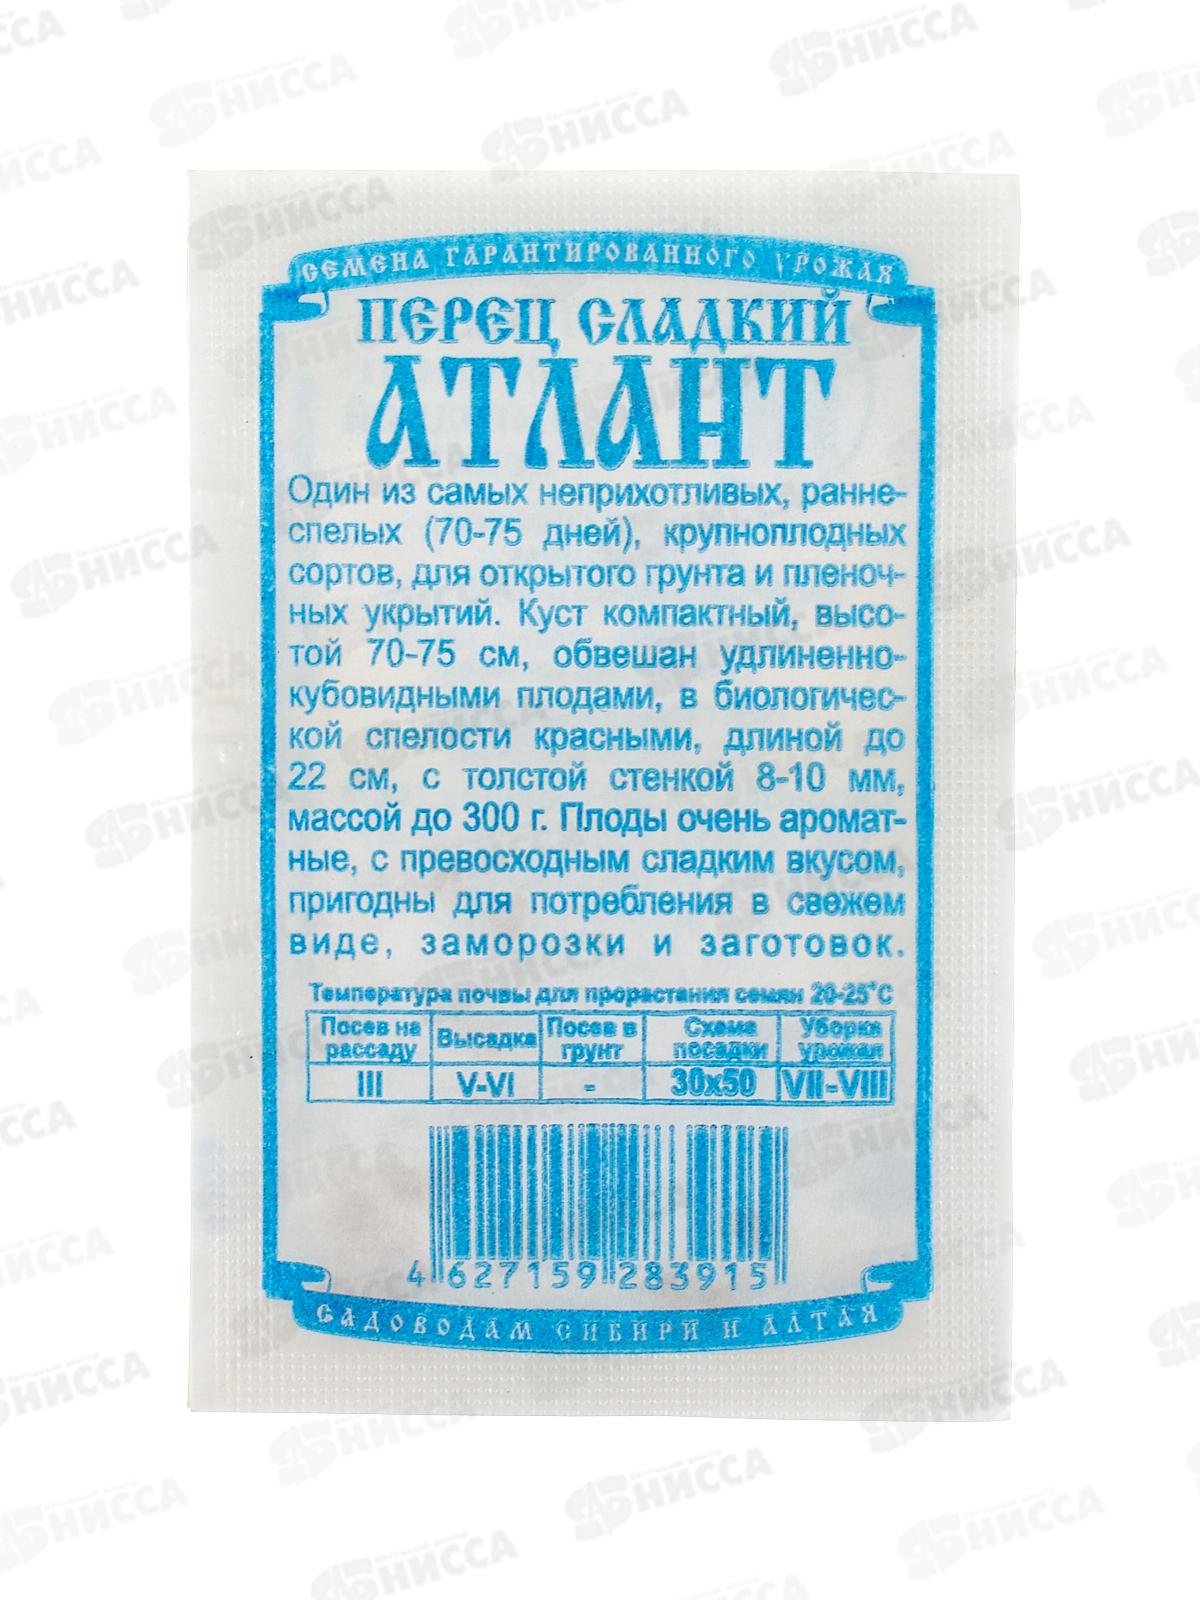 СЕМЕНА ГАРАНТИРОВАННОГО УРОЖАЯ
ПЕРЕЦ СЛАДКИЙ
АТЛАНТ
Один из самых неприхотливых, ранне-
спелых (70-75 дней), крупноплодных
сортов, для открытого грунта и пленоч-
ных укрытий. Куст компактный, высо-
той 70-75 см, обвешан удлиненно-
кубовидными плодами, в биологичес-
кой спелости красными, длиной до
22 см, с толстой стенкой 8-10 мм,
массой до 300 г. Плоды очень аромат-
ные, с превосходным сладким вкусом,
пригодны для потребления в свежем
виде, заморозки и заготовок.
Температура почвы для прорастания семян 20-25°С
Посев на рассаду Высадка Посев в грунт Схема посадки Уборка урожая
III V-VI - 30х50 VII-VIII
4 627159 283915
САДОВОДАМ СИБИРИ И АЛТАЯ